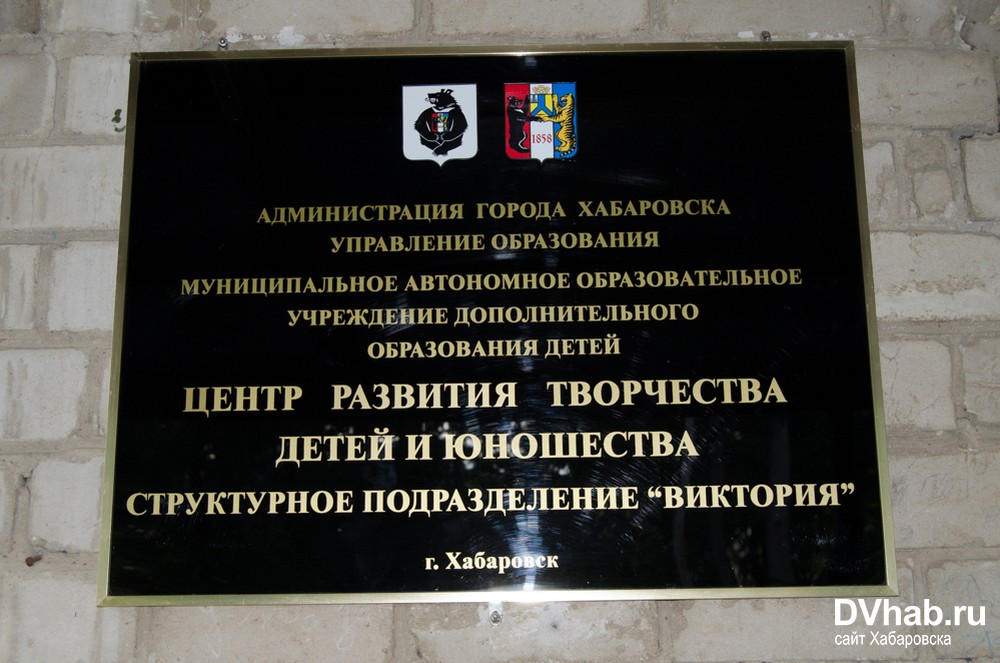 1858
АДМИНИСТРАЦИЯ ГОРОДА ХАБАРОВСКА
УПРАВЛЕНИЕ ОБРАЗОВАНИЯ
МУНИЦИПАЛЬНОЕ АВТОНОМНОЕ ОБРАЗОВАТЕЛЬНОЕ
УЧРЕЖДЕНИЕ ДОПОЛНИТЕЛЬНОГО
ОБРАЗОВАНИЯ ДЕТЕЙ
ЦЕНТР РАЗВИТИЯ ТВОРЧЕСТВА
ДЕТЕЙ И ЮНОШЕСТВА
СТРУКТУРНОЕ ПОДРАЗДЕЛЕНИЕ “ВИКТОРИЯ”
г. Хабаровск
DVhab.ru
сайт Хабаровска